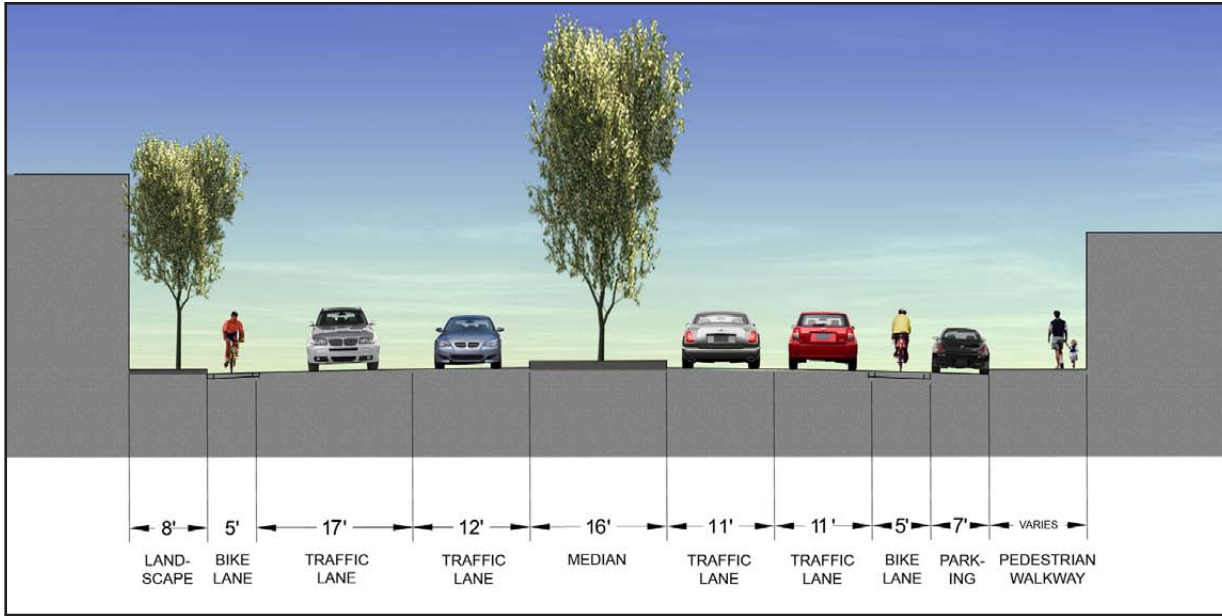 8' 5' 17' 12' 16' 11' 11' 5' 7' VARIES
LAND-
SCAPE
BIKE
LANE
TRAFFIC
LANE
TRAFFIC
LANE
MEDIAN
TRAFFIC
LANE
TRAFFIC
LANE
BIKE
LANE
PARK-
ING
PEDESTRIAN
WALKWAY